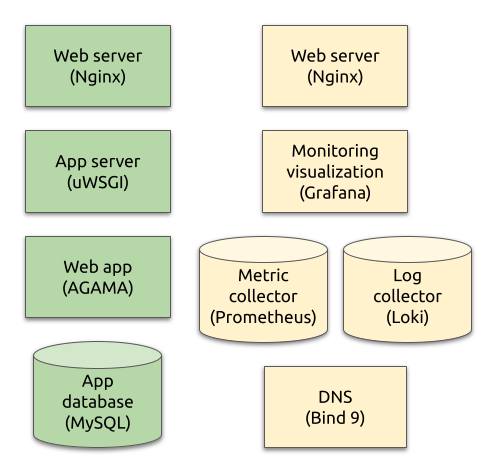 Web server
(Nginx)
App server
(uWSGI)
Web app
(AGAMA)
App
database
(MySQL)
Web server
(Nginx)
Monitoring
visualization
(Grafana)
Metric
collector
(Prometheus)
Log
collector
(Loki)
DNS
(Bind 9)